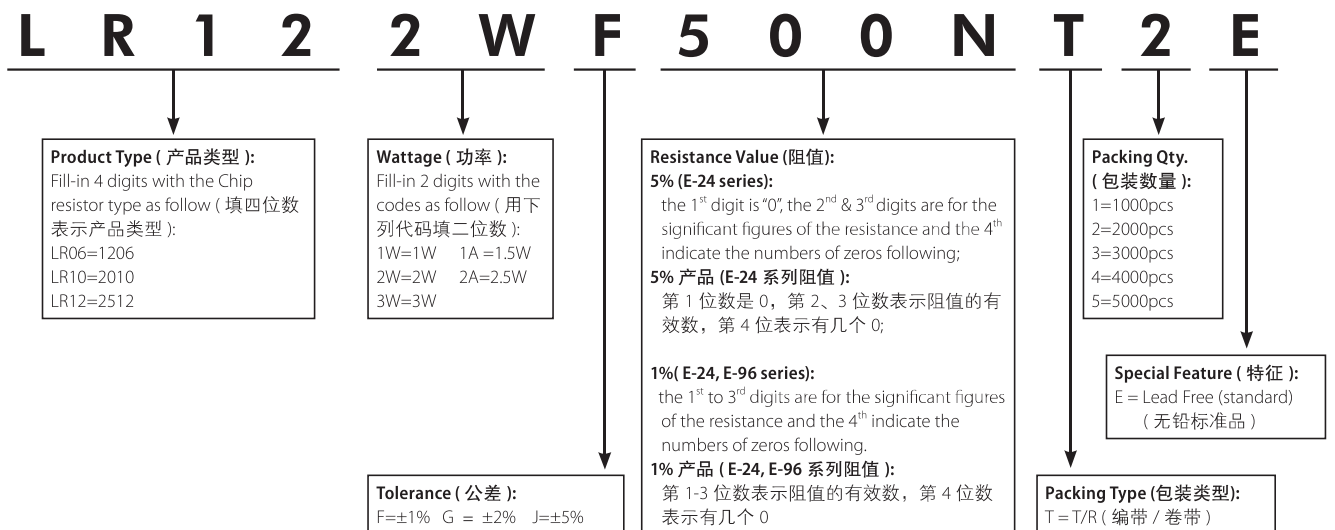 L R 1 2 2 W F 5 0 0 N T 2 E
Product Type ( 产品类型 ):
Fill-in 4 digits with the Chip
resistor type as follow ( 填四位数
表示产品类型 ):
LR06=1206
LR10=2010
LR12=2512
Wattage ( 功率 ):
Fill-in 2 digits with the
codes as follow ( 用下
列代码填二位数 ):
1W=1W 1A =1.5W
2W=2W 2A=2.5W
3W=3W
Tolerance ( 公差 ):
F=±1% G = ±2% J=±5%
Resistance Value (阻值):
5% (E-24 series):
the 1st digit is “0”, the 2nd & 3rd digits are for the
significant figures of the resistance and the 4th
indicate the numbers of zeros following;
5% 产品 (E-24 系列阻值 ):
第 1 位数是 0，第 2、3 位数表示阻值的有
效数，第 4 位表示有几个 0;
1%( E-24, E-96 series):
the 1st to 3rd digits are for the significant figures
of the resistance and the 4th indicate the
numbers of zeros following.
1% 产品 ( E-24, E-96 系列阻值 ):
第 1-3 位数表示阻值的有效数，第 4 位数
表示有几个 0
Packing Qty.
( 包装数量 ):
1=1000pcs
2=2000pcs
3=3000pcs
4=4000pcs
5=5000pcs
Special Feature ( 特征 ):
E = Lead Free (standard)
( 无铅标准品 )
Packing Type (包装类型):
T = T/R ( 编带 / 卷带 )